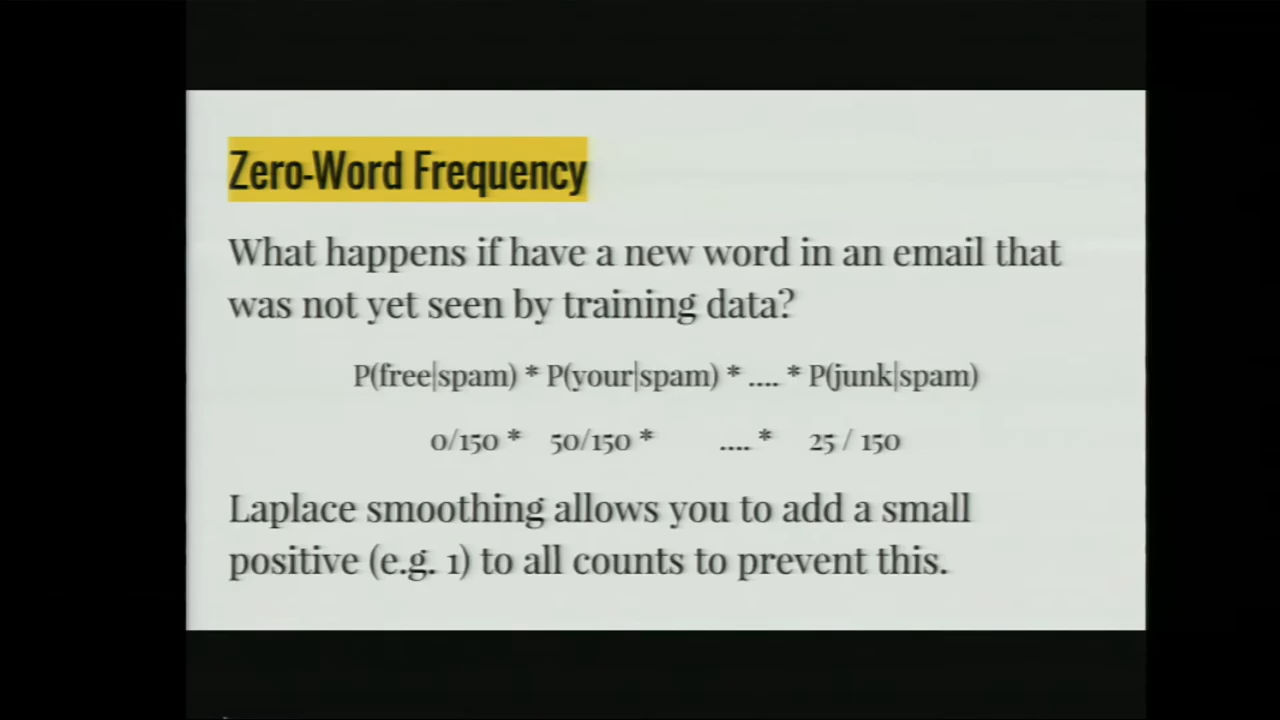 Zero-Word Frequency
What happens if have a new word in an email that
was not yet seen by training data?
P(free|spam) * P(your|spam) * .... * P(junk|spam)
0/150 * 50/150 * .... * 25 / 150
Laplace smoothing allows you to add a small
positive (e.g. 1) to all counts to prevent this.